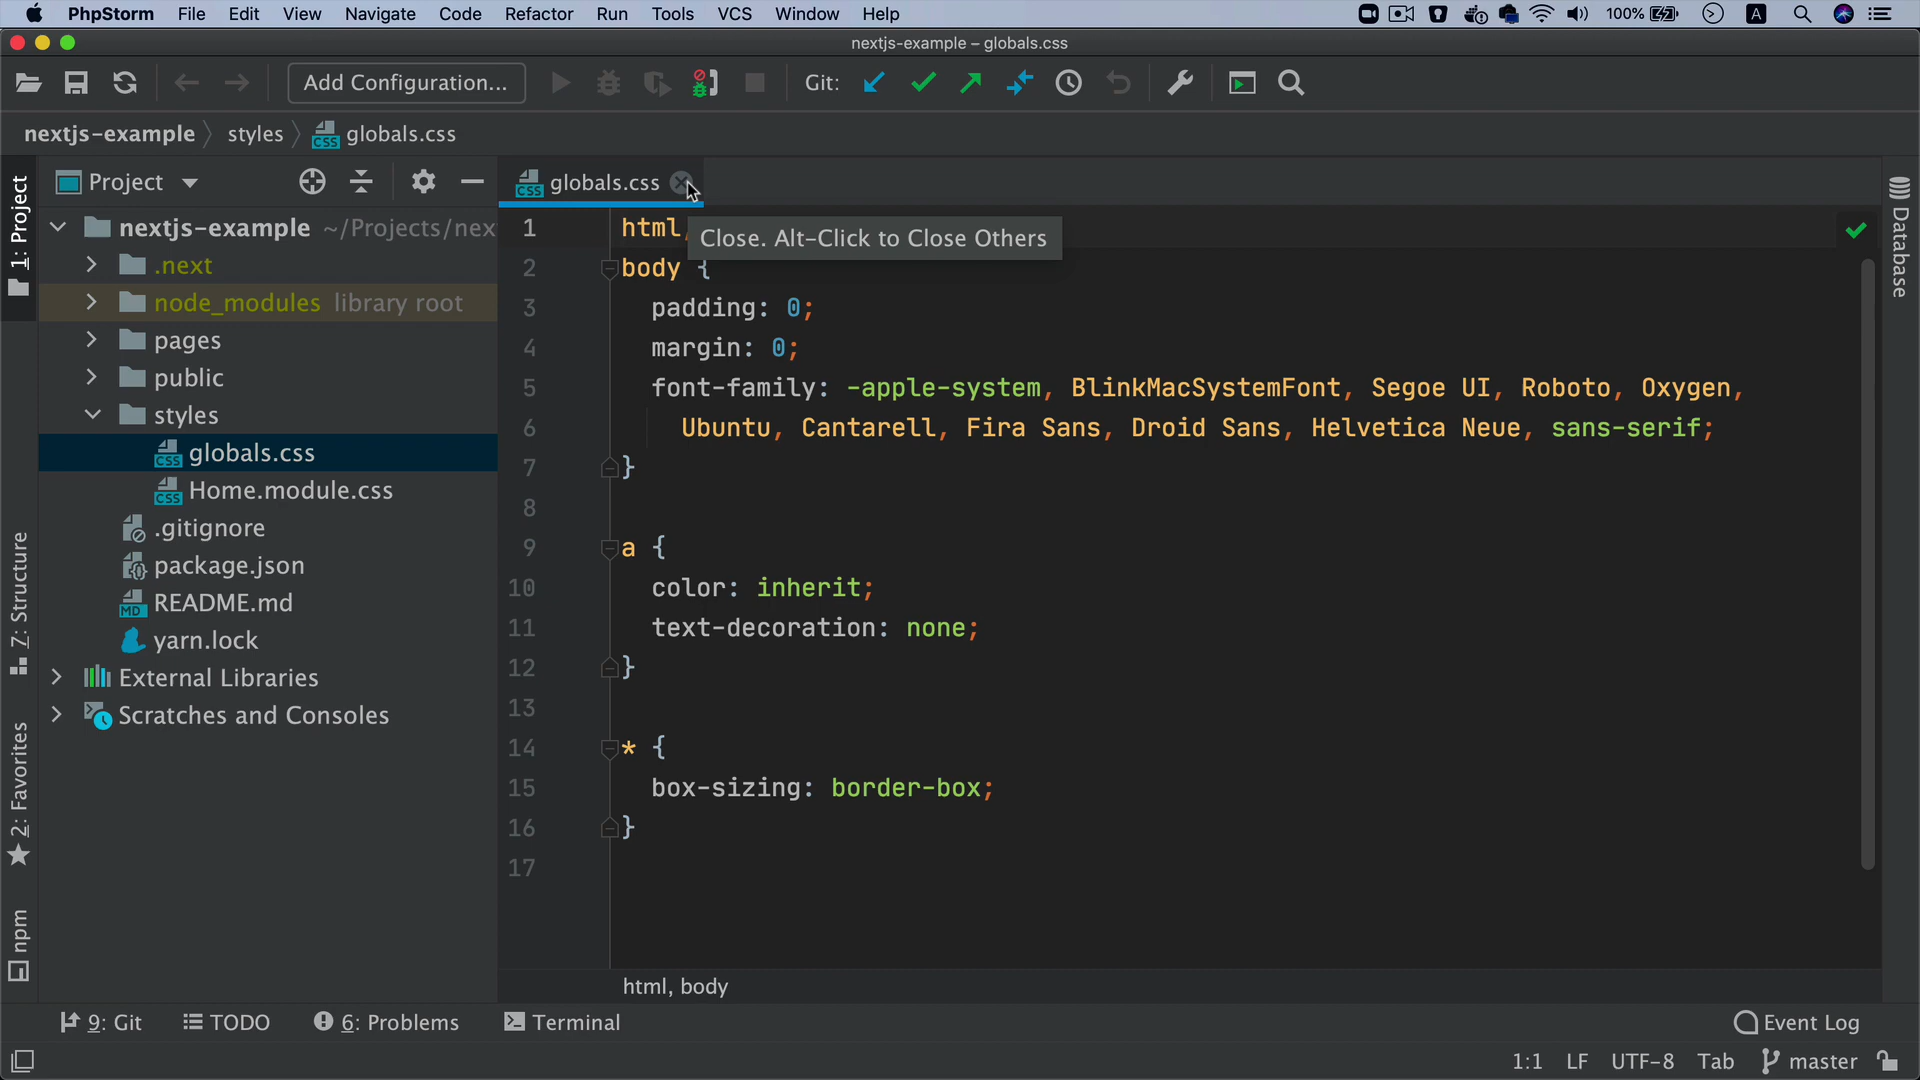 PhpStorm File Edit View Navigate Code Refactor Run Tools VCS Window Help 100% A
nextjs-example – globals.css
Add Configuration... Git:
nextjs-example styles globals.css
Project
globals.css
Close. Alt-Click to Close Others
1: Project
7: Structure
2: Favorites
npm
nextjs-example ~/Projects/nex
.next
node_modules library root
pages
public
styles
globals.css
Home.module.css
.gitignore
package.json
README.md
yarn.lock
External Libraries
Scratches and Consoles
1 html,
2 body {
3 padding: 0;
4 margin: 0;
5 font-family: -apple-system, BlinkMacSystemFont, Segoe UI, Roboto, Oxygen,
6 Ubuntu, Cantarell, Fira Sans, Droid Sans, Helvetica Neue, sans-serif;
7 }
8
9 a {
10 color: inherit;
11 text-decoration: none;
12 }
13
14 * {
15 box-sizing: border-box;
16 }
17
Database
html, body
9: Git TODO 6: Problems Terminal Event Log
1:1 LF UTF-8 Tab master